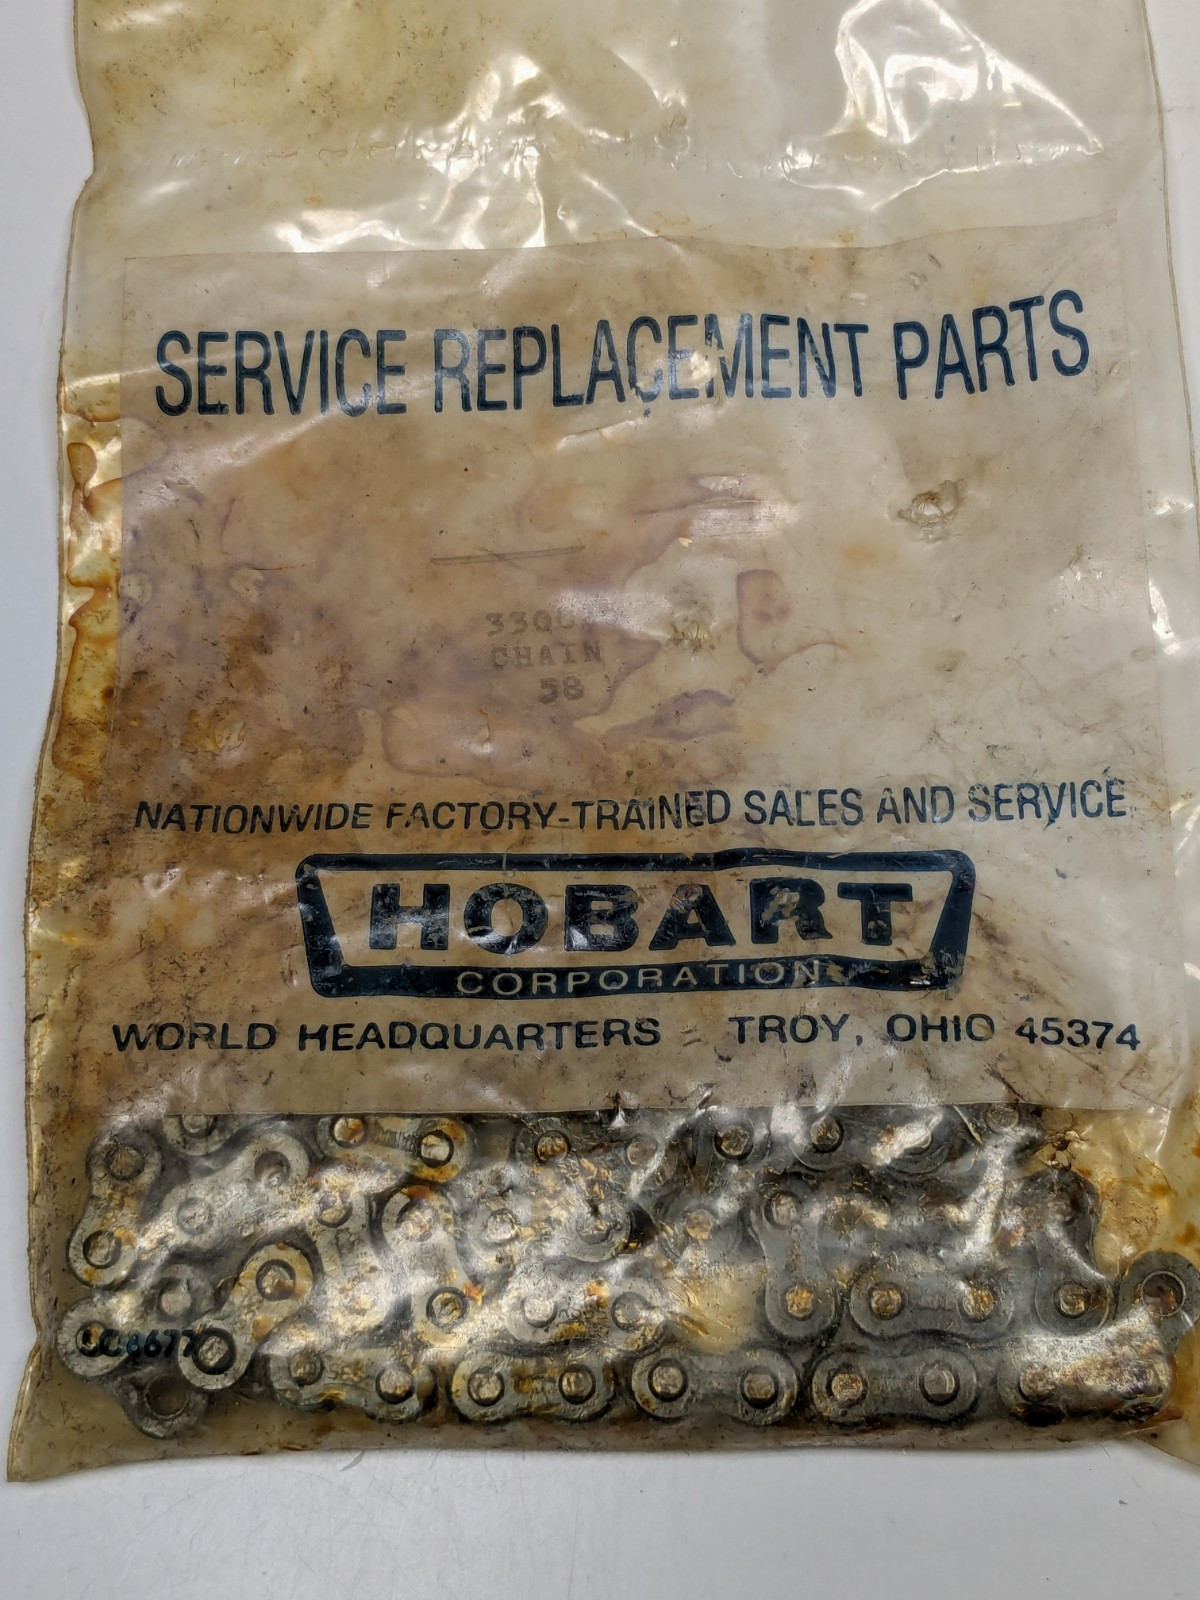 SERVICE REPLACEMENT PARTS
CHAIN
58
NATIONWIDE FACTORY-TRAINED SALES AND SERVICE
HOBART
CORPORATION
WORLD HEADQUARTERS TROY, OHIO 45374